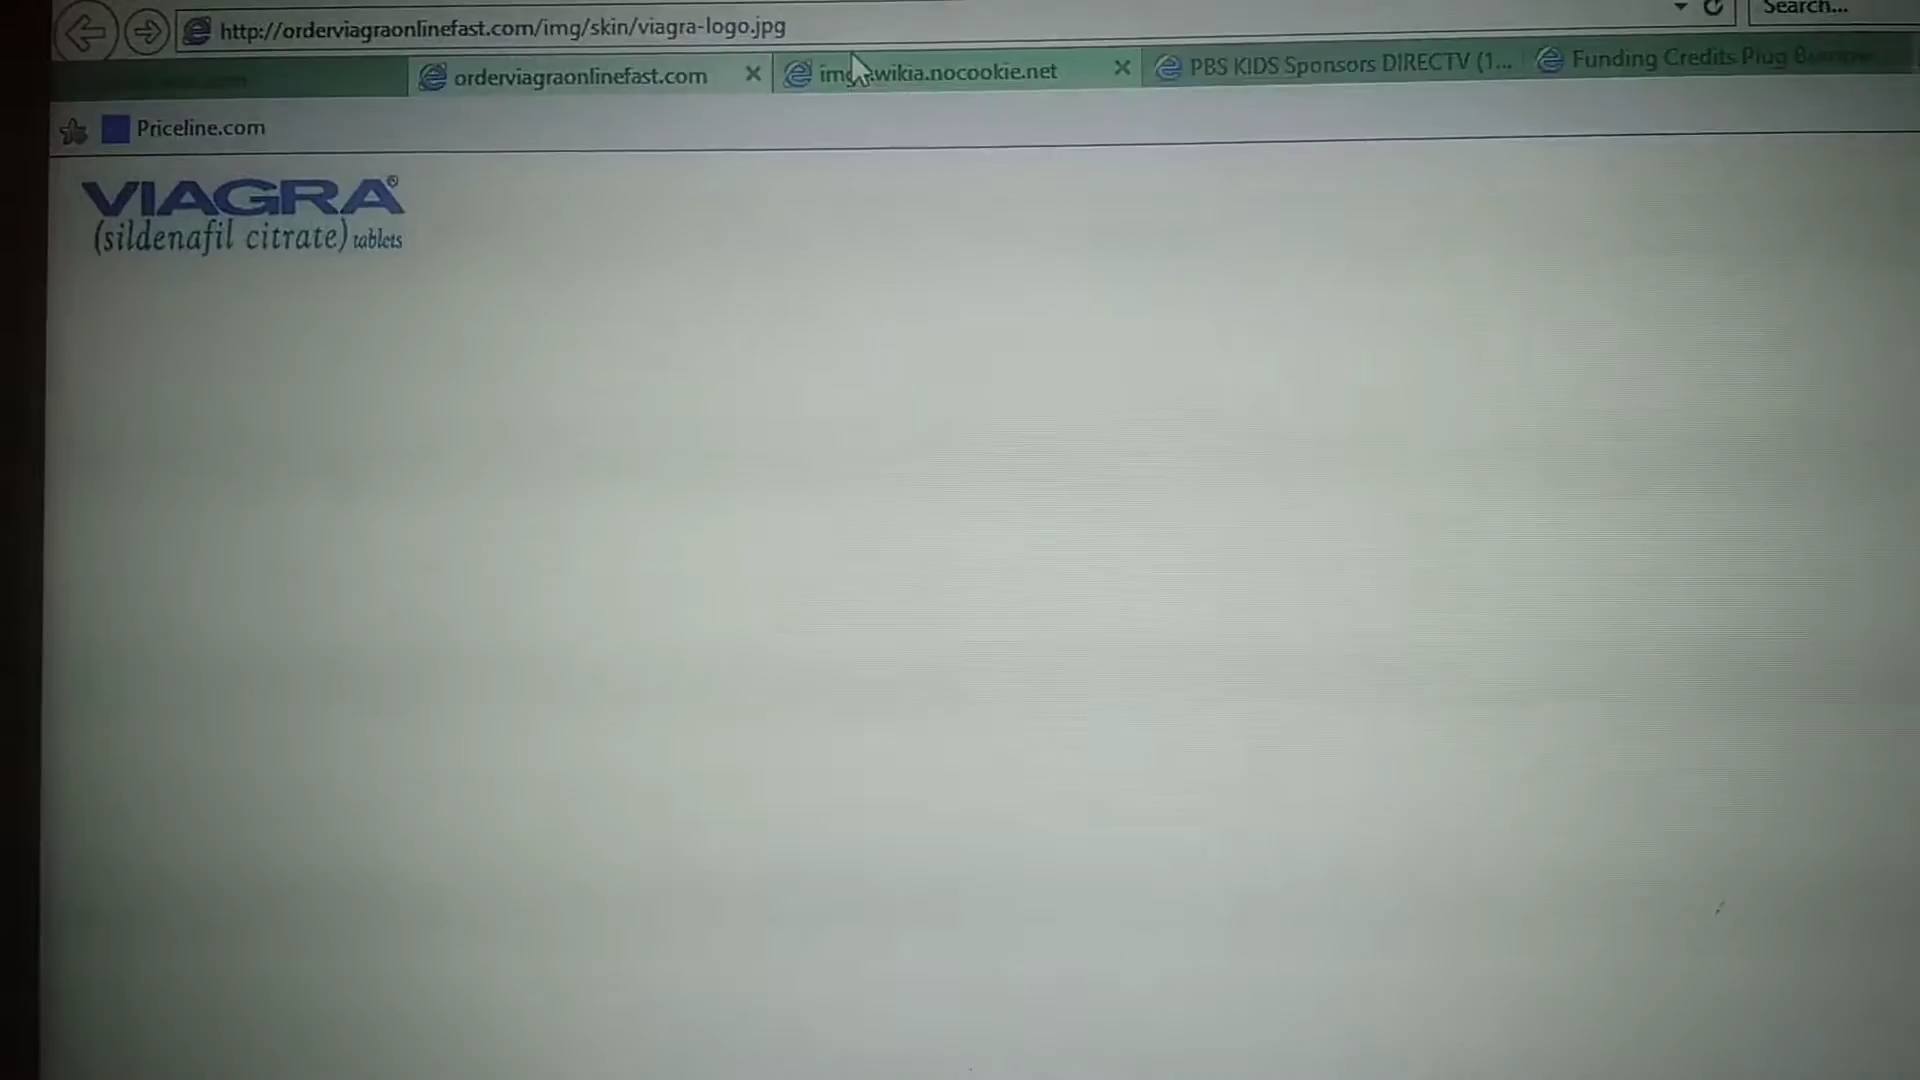 http://orderviagraonlinefast.com/img/skin/viagra-logo.jpg
Search...
orderviagraonlinefast.com
wikia.nocookie.net
PBS KIDS Sponsors DIRECTV (1...
Funding Credits Plug
Priceline.com
VIAGRA®
(sildenafil citrate) tablets